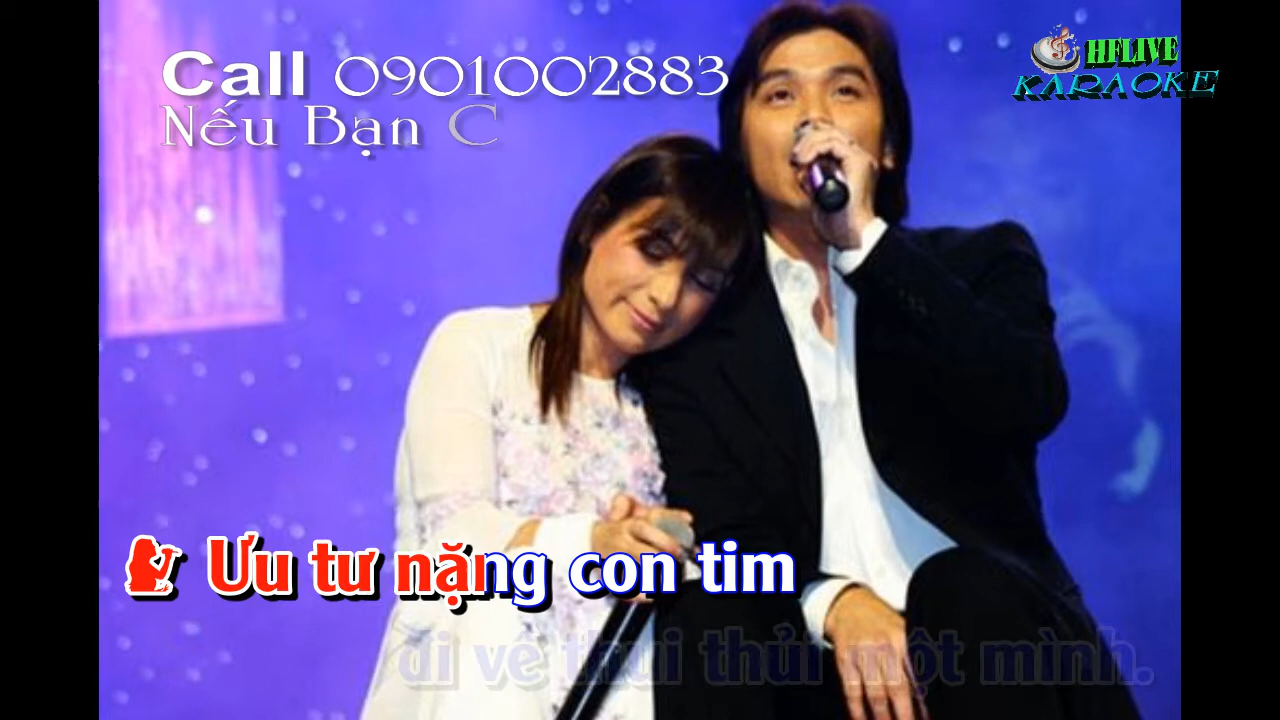 Call 0901002883
Nếu Bạn C
HFLIVE
KARAOKE
Ưu tư nặng con tim
đi về thui thủi một mình.